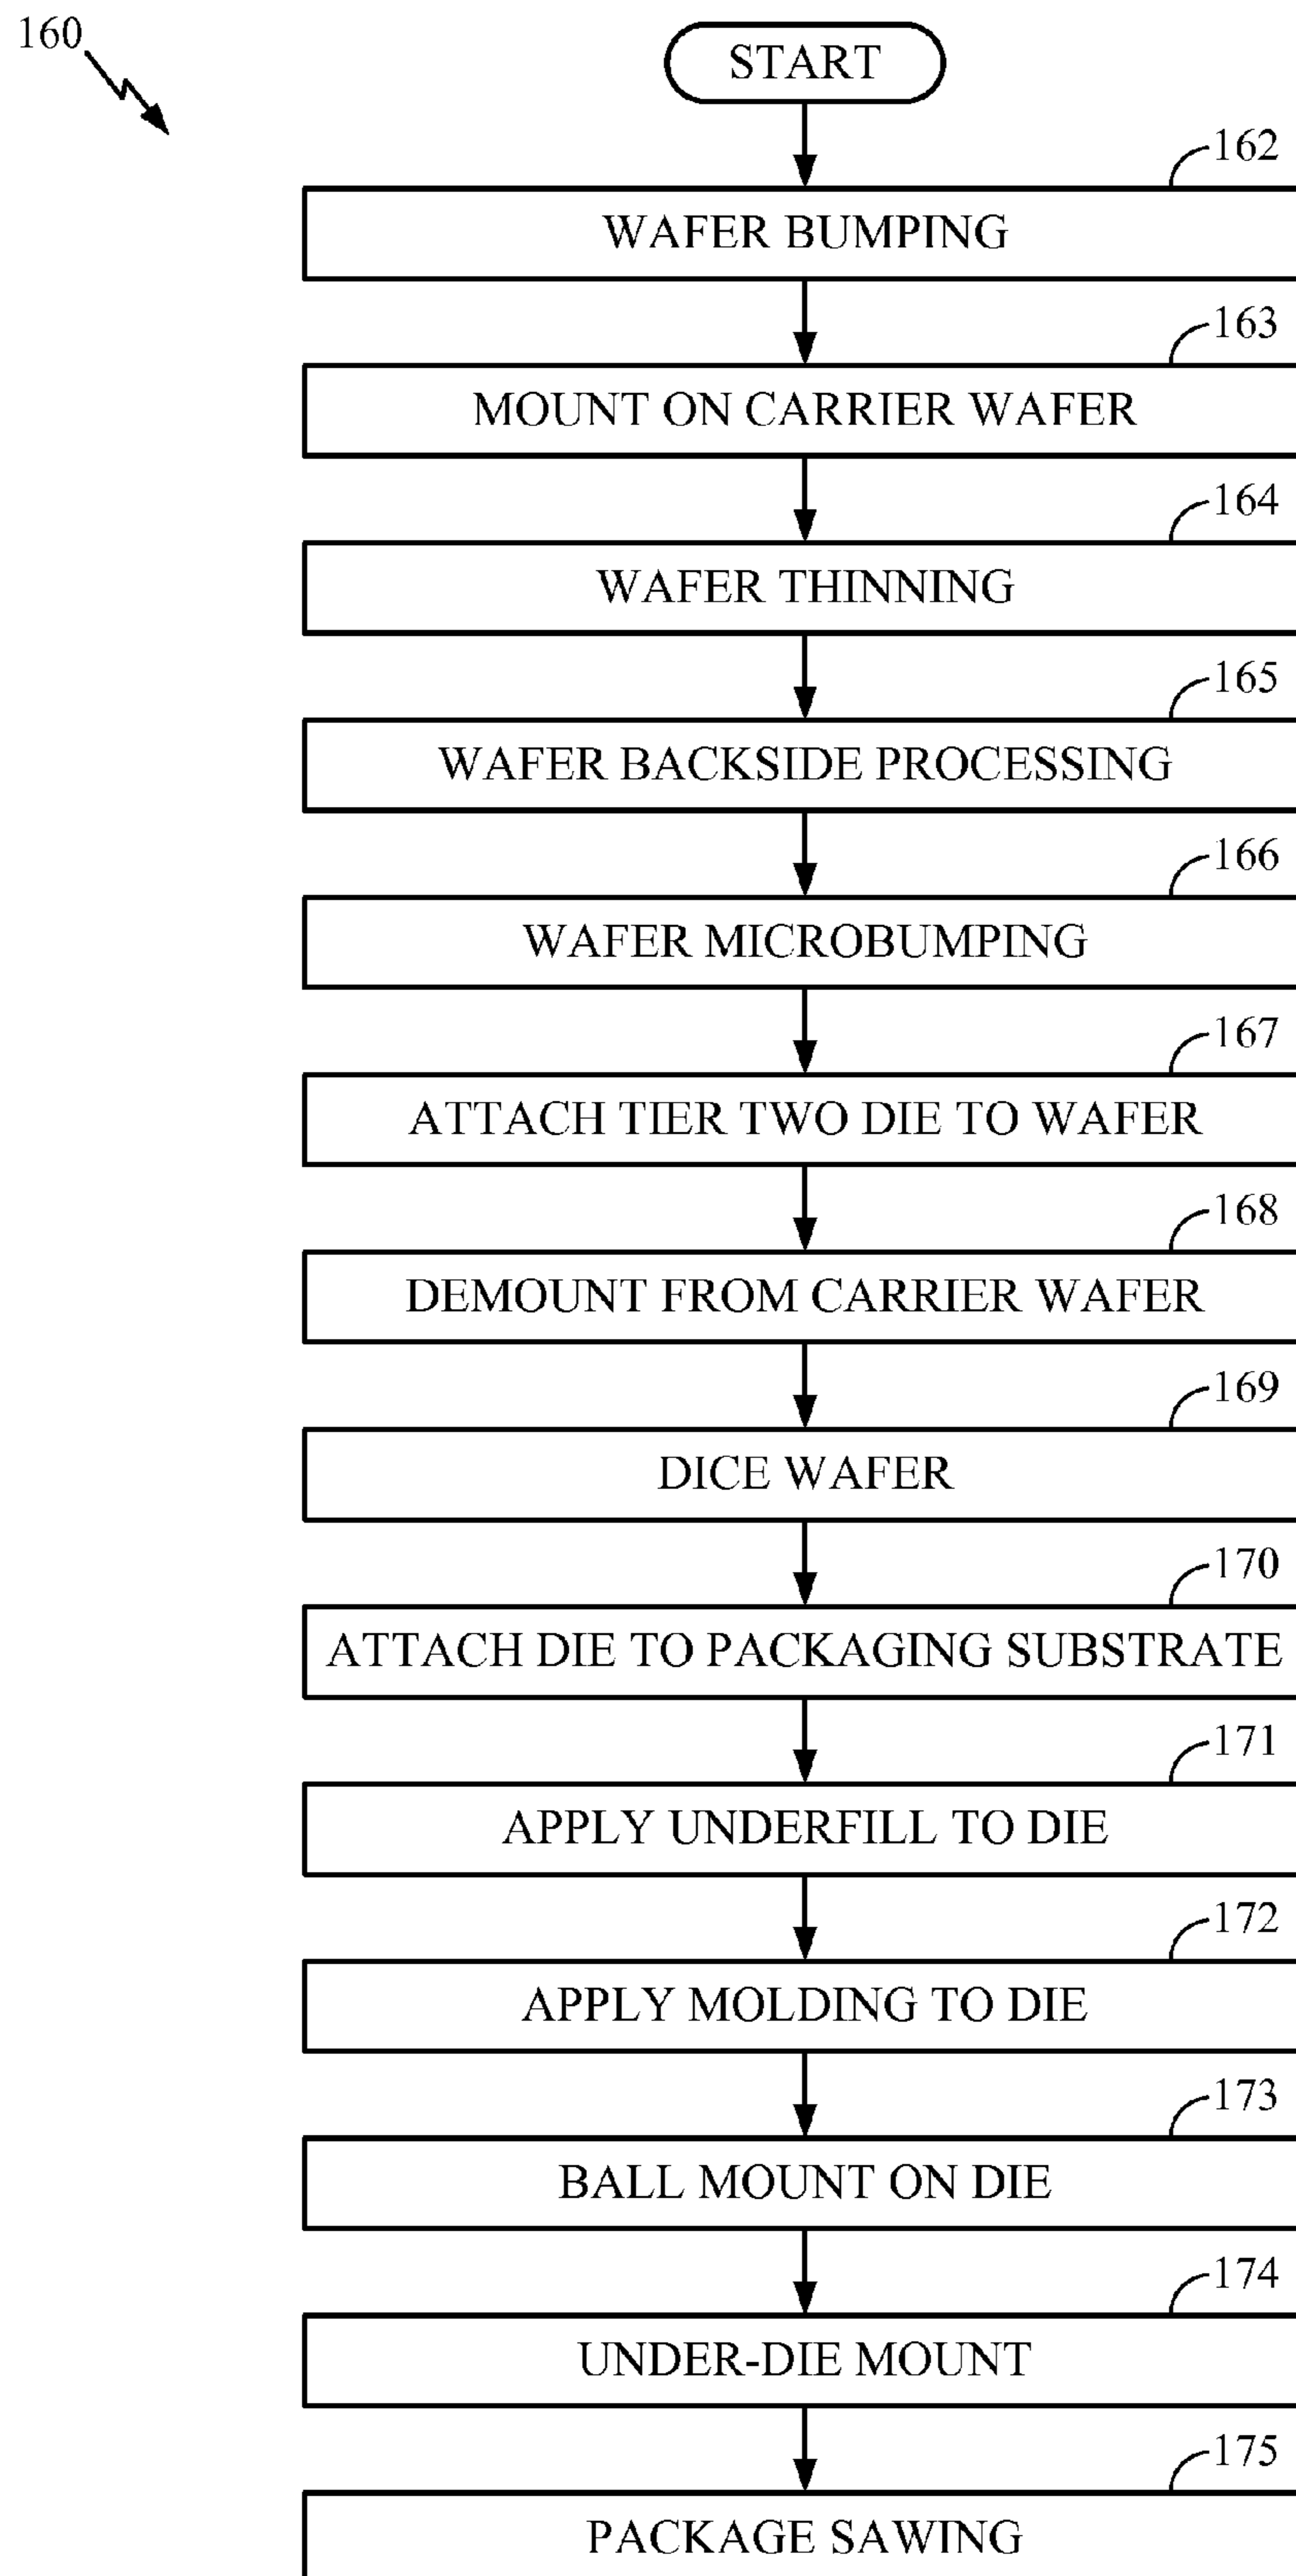 160
START
162
WAFER BUMPING
163
MOUNT ON CARRIER WAFER
164
WAFER THINNING
165
WAFER BACKSIDE PROCESSING
166
WAFER MICROBUMPING
167
ATTACH TIER TWO DIE TO WAFER
168
DEMOUNT FROM CARRIER WAFER
169
DICE WAFER
170
ATTACH DIE TO PACKAGING SUBSTRATE
171
APPLY UNDERFILL TO DIE
172
APPLY MOLDING TO DIE
173
BALL MOUNT ON DIE
174
UNDER-DIE MOUNT
175
PACKAGE SAWING